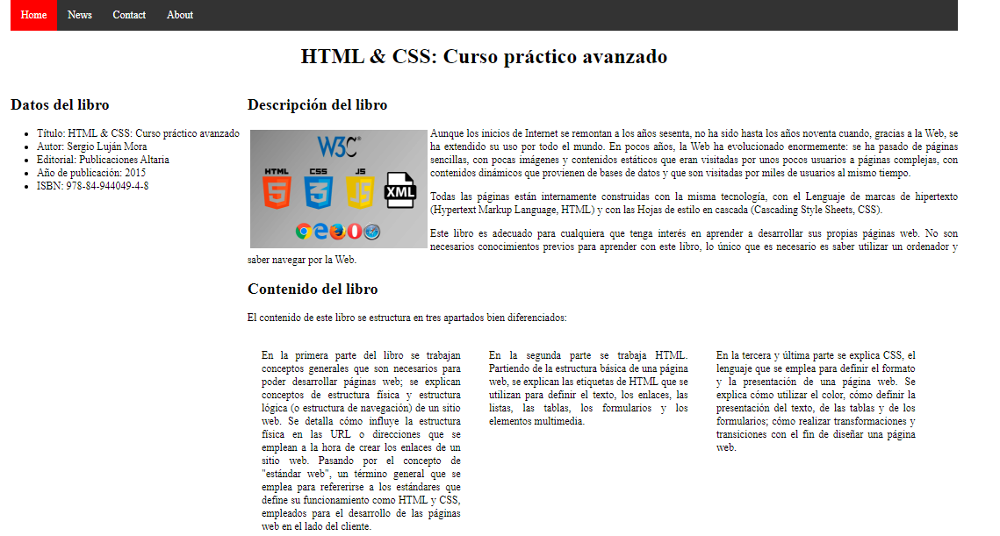 Home News Contact About
HTML & CSS: Curso práctico avanzado
Datos del libro
Título: HTML & CSS: Curso práctico avanzado
Autor: Sergio Luján Mora
Editorial: Publicaciones Altaria
Año de publicación: 2015
ISBN: 978-84-944049-4-8
Descripción del libro
W3C®
HTML CSS JS
5 3 JS XML
Aunque los inicios de Internet se remontan a los años sesenta, no ha sido hasta los años noventa cuando, gracias a la Web, se
ha extendido su uso por todo el mundo. En pocos años, la Web ha evolucionado enormemente: se ha pasado de páginas
sencillas, con pocas imágenes y contenidos estáticos que eran visitadas por unos pocos usuarios a páginas complejas, con
contenidos dinámicos que provienen de bases de datos y que son visitadas por miles de usuarios al mismo tiempo.
Todas las páginas están internamente construidas con la misma tecnología, con el Lenguaje de marcas de hipertexto
(Hypertext Markup Language, HTML) y con las Hojas de estilo en cascada (Cascading Style Sheets, CSS).
Este libro es adecuado para cualquiera que tenga interés en aprender a desarrollar sus propias páginas web. No son
necesarios conocimientos previos para aprender con este libro, lo único que es necesario es saber utilizar un ordenador y
saber navegar por la Web.
Contenido del libro
El contenido de este libro se estructura en tres apartados bien diferenciados:
En la primera parte del libro se trabajan
conceptos generales que son necesarios para
poder desarrollar páginas web; se explican
conceptos de estructura física y estructura
lógica (o estructura de navegación) de un sitio
web. Se detalla cómo influye la estructura
física en las URL o direcciones que se
emplean a la hora de crear los enlaces de un
sitio web. Pasando por el concepto de
"estándar web", un término general que se
emplea para refererirse a los estándares que
define su funcionamiento como HTML y CSS,
empleados para el desarrollo de las páginas
web en el lado del cliente.
En la segunda parte se trabaja HTML.
Partiendo de la estructura básica de una página
web, se explican las etiquetas de HTML que se
utilizan para definir el texto, los enlaces, las
listas, las tablas, los formularios y los
elementos multimedia.
En la tercera y última parte se explica CSS, el
lenguaje que se emplea para definir el formato
y la presentación de una página web. Se
explica cómo utilizar el color, cómo definir la
presentación del texto, de las tablas y de los
formularios; cómo realizar transformaciones y
transiciones con el fin de diseñar una página
web.